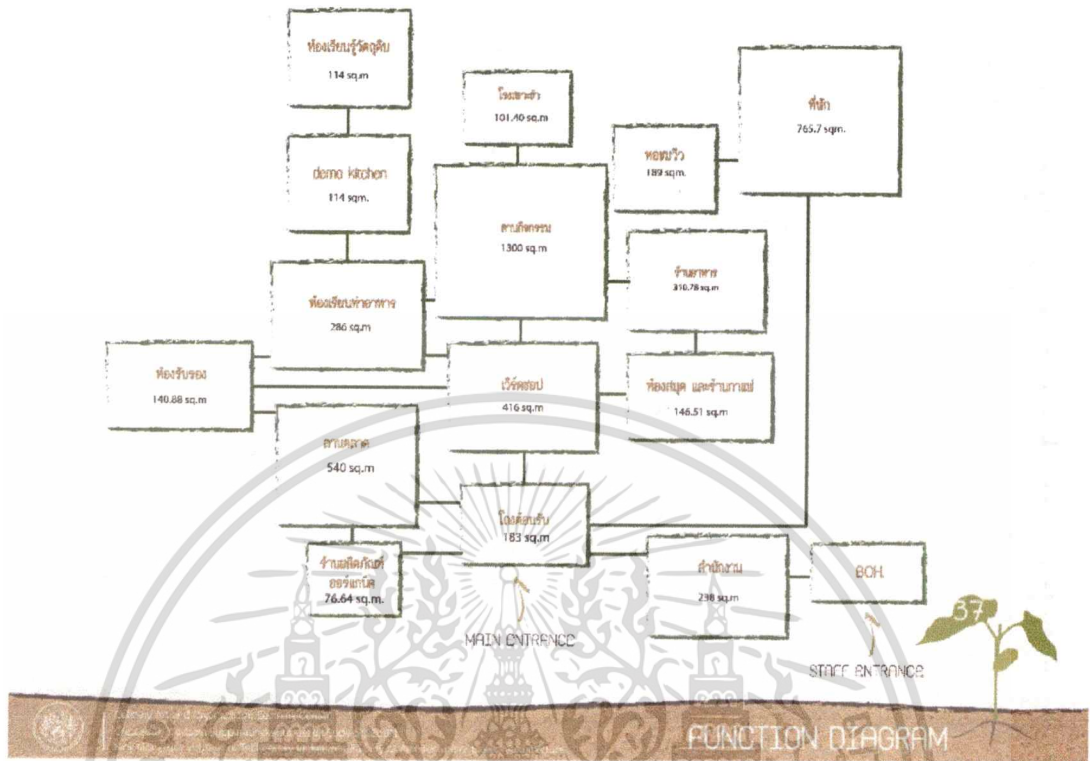 ห้องเรียนรู้วัตถุดิบ
114 sq.m
โรงเพาะชำ
101.40 sq.m
ที่พัก
765.7 sqm.
หอชมวิว
189 sqm.
demo kitchen
114 sqm.
ลานกิจกรรม
1300 sq.m
ร้านอาหาร
310.78 sq.m
ห้องเรียนทำอาหาร
286 sq.m
ห้องรับรอง
140.88 sq.m
เวิร์คชอป
416 sq.m
ห้องสมุด และร้านกาแฟ
146.51 sq.m
ลานตลาด
540 sq.m
โถงต้อนรับ
183 sq.m
ร้านผลิตภัณฑ์
ออร์แกนิค
76.64 sq.m.
สำนักงาน
238 sq.m
BOH.
MAIN ENTRANCE
STAFF ENTRANCE
37
FUNCTION DIAGRAM